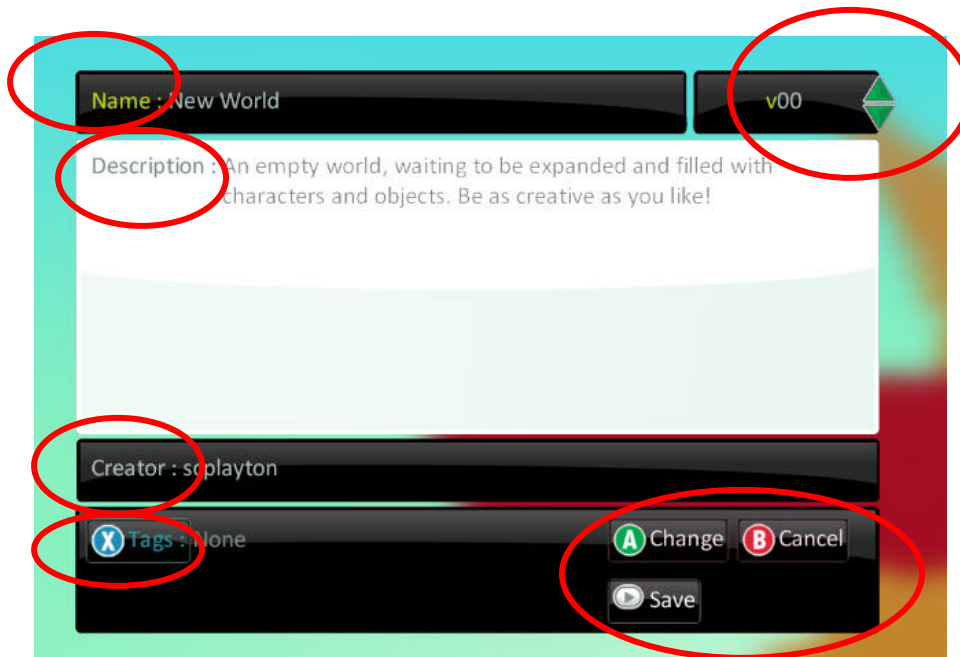 Name : New World
v00
Description : An empty world, waiting to be expanded and filled with
characters and objects. Be as creative as you like!
Creator : scplayton
X Tags : None
A Change B Cancel
Save